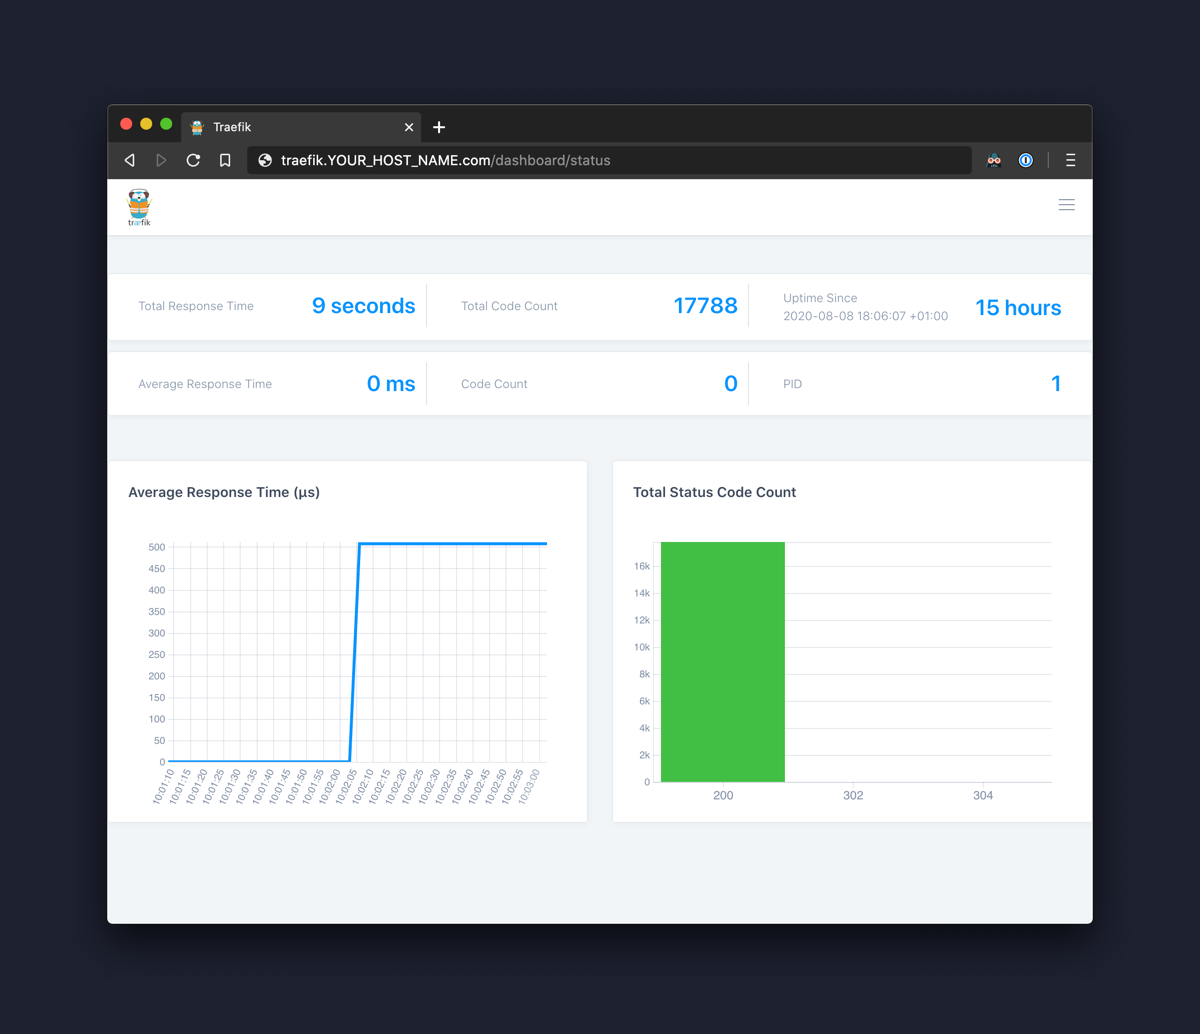 Traefik
traefik.YOUR_HOST_NAME.com/dashboard/status
træfik
Total Response Time
9 seconds
Total Code Count
17788
Uptime Since
2020-08-08 18:06:07 +01:00
15 hours
Average Response Time
0 ms
Code Count
0
PID
1
Average Response Time (µs)
500
450
400
350
300
250
200
150
100
50
0
10:01:10
10:01:15
10:01:20
10:01:25
10:01:30
10:01:35
10:01:40
10:01:45
10:01:50
10:01:55
10:02:00
10:02:05
10:02:10
10:02:15
10:02:20
10:02:25
10:02:30
10:02:35
10:02:40
10:02:45
10:02:50
10:02:55
10:03:00
Total Status Code Count
16k
14k
12k
10k
8k
6k
4k
2k
0
200
302
304